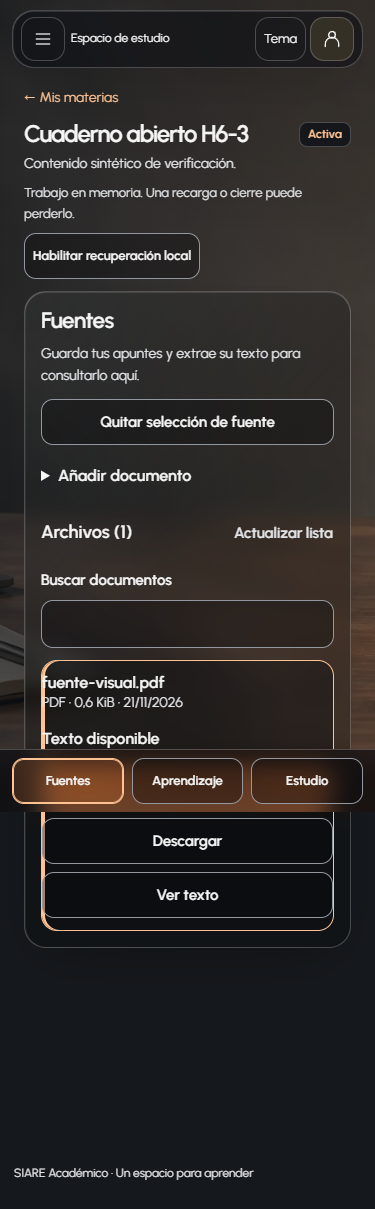 Espacio de estudio
Tema
← Mis materias
Cuaderno abierto H6-3
Activa
Contenido sintético de verificación.
Trabajo en memoria. Una recarga o cierre puede
perderlo.
Habilitar recuperación local
Fuentes
Guarda tus apuntes y extrae su texto para
consultarlo aquí.
Quitar selección de fuente
▶ Añadir documento
Archivos (1)
Actualizar lista
Buscar documentos
fuente-visual.pdf
PDF · 0,6 KiB · 21/11/2026
Texto disponible
Fuentes
Aprendizaje
Estudio
Descargar
Ver texto
SIARE Académico · Un espacio para aprender